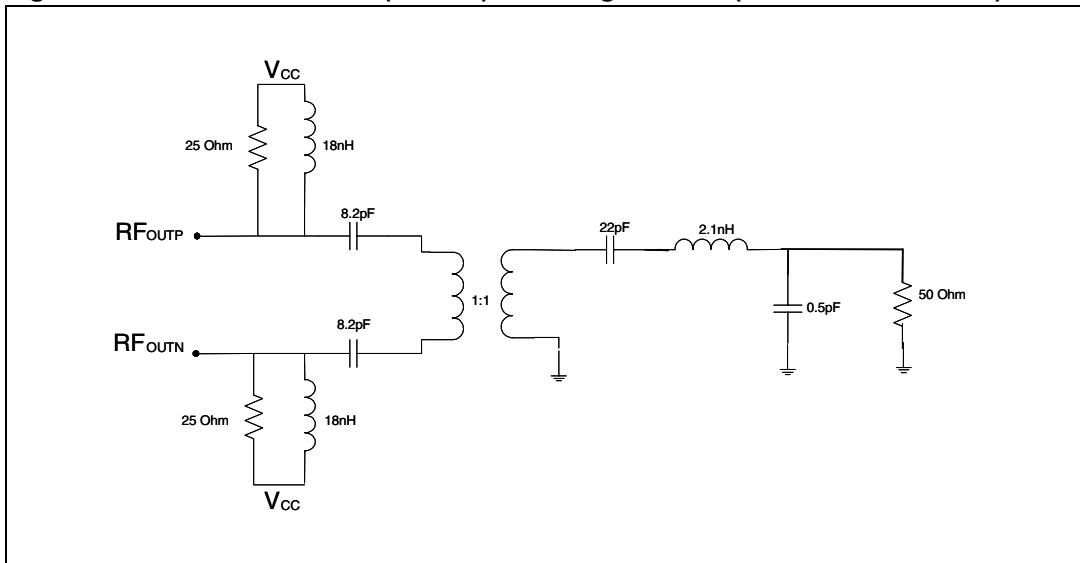 VCC
25 Ohm
18nH
8.2pF
RFOUTP
22pF
2.1nH
1:1
0.5pF
50 Ohm
8.2pF
RFOUTN
25 Ohm
18nH
VCC